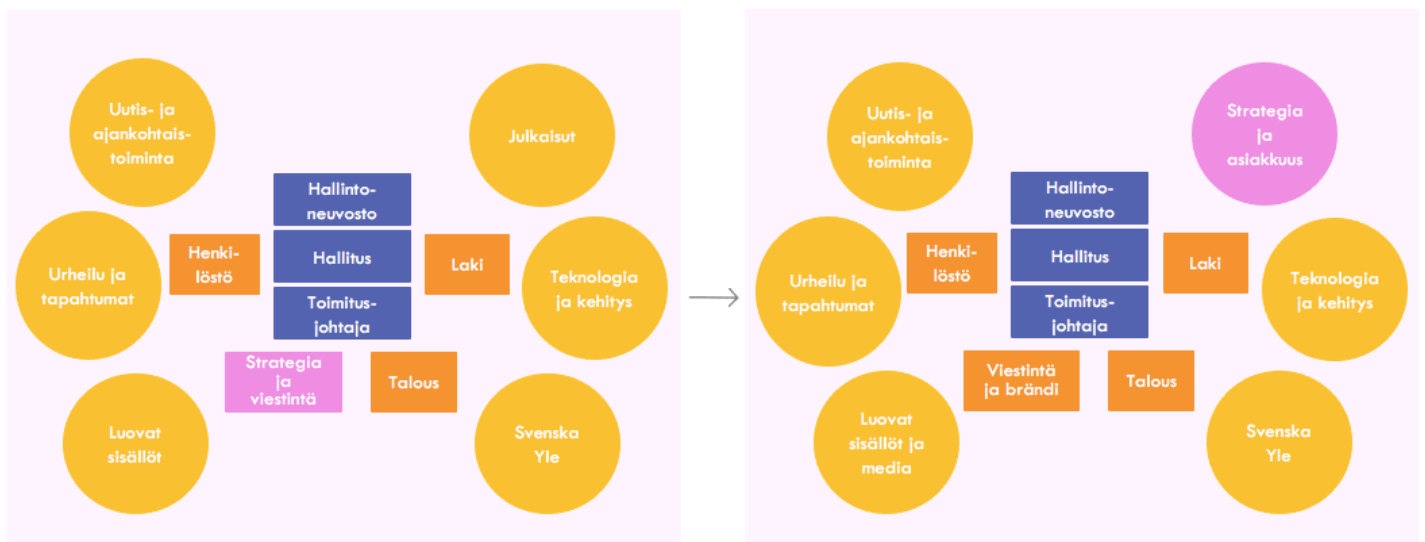 Uutis- ja
ajankohtais-
toiminta
Julkaisut
Hallinto-
neuvosto
Henki-
löstö
Hallitus
Laki
Urheilu ja
tapahtumat
Teknologia
ja kehitys
Toimitus-
johtaja
Strategia
ja
viestintä
Talous
Luovat
sisällöt
Svenska
Yle
Uutis- ja
ajankohtais-
toiminta
Strategia
ja
asiakkuus
Hallinto-
neuvosto
Henki-
löstö
Hallitus
Laki
Urheilu ja
tapahtumat
Teknologia
ja kehitys
Toimitus-
johtaja
Viestintä
ja brändi
Talous
Luovat
sisällöt ja
media
Svenska
Yle